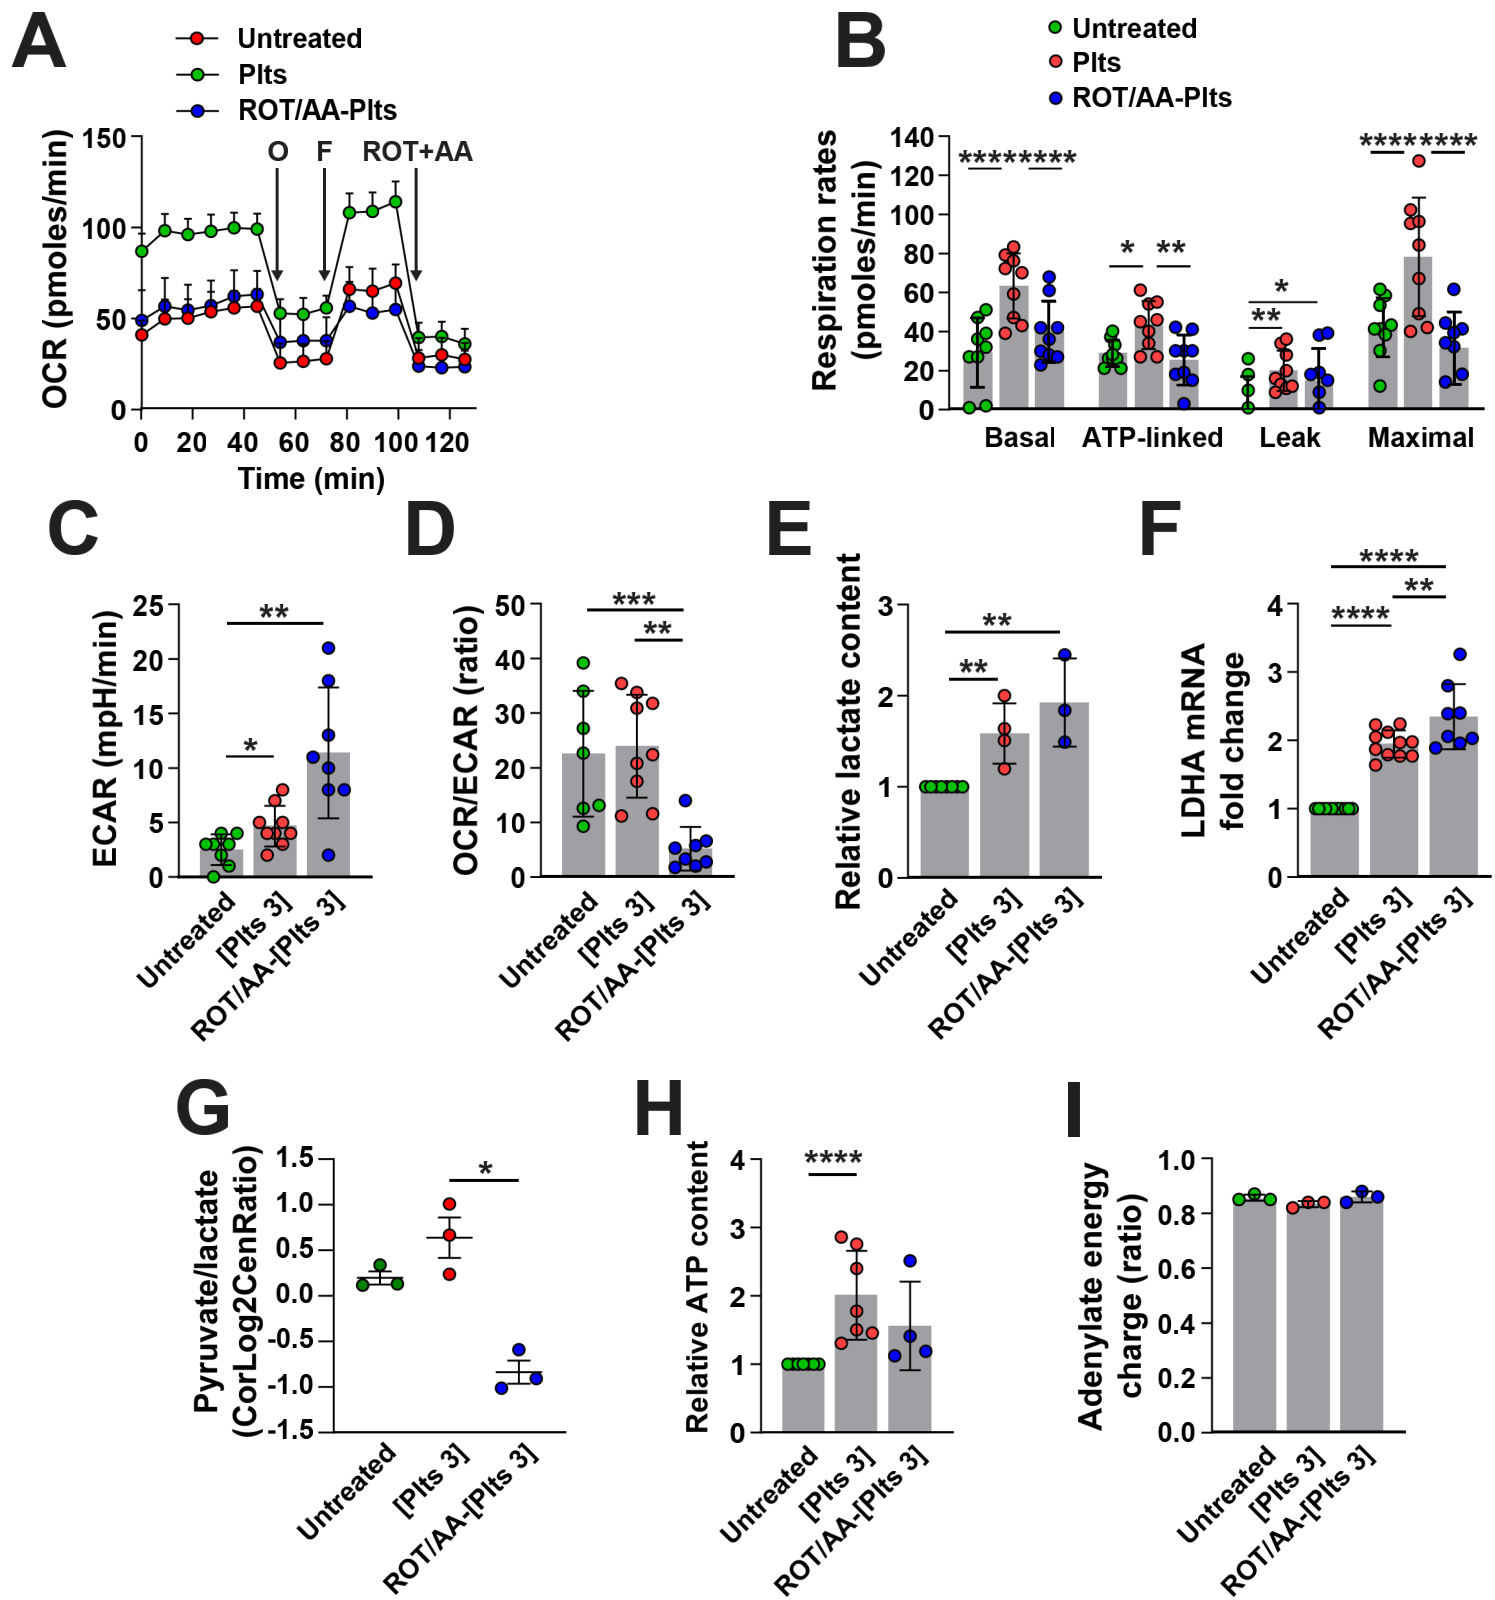 A
Untreated
Plts
ROT/AA-Plts
OCR (pmoles/min)
150
100
50
0
O F ROT+AA
0 20 40 60 80 100 120
Time (min)
B
Untreated
Plts
ROT/AA-Plts
Respiration rates
(pmoles/min)
140
120
100
80
60
40
20
0
********
* **
*
**
********
Basal ATP-linked Leak Maximal
C
ECAR (mpH/min)
25
20
15
10
5
0
**
*
Untreated
[Plts 3]
ROT/AA-[Plts 3]
D
OCR/ECAR (ratio)
50
40
30
20
10
0
***
**
Untreated
[Plts 3]
ROT/AA-[Plts 3]
E
Relative lactate content
3
2
1
0
**
**
Untreated
[Plts 3]
ROT/AA-[Plts 3]
F
LDHA mRNA
fold change
4
3
2
1
0
****
**
****
Untreated
[Plts 3]
ROT/AA-[Plts 3]
G
Pyruvate/lactate
(CorLog2CenRatio)
1.5
1.0
0.5
0.0
-0.5
-1.0
-1.5
*
Untreated
[Plts 3]
ROT/AA-[Plts 3]
H
Relative ATP content
4
3
2
1
0
****
Untreated
[Plts 3]
ROT/AA-[Plts 3]
I
Adenylate energy
charge (ratio)
1.0
0.8
0.6
0.4
0.2
0.0
Untreated
[Plts 3]
ROT/AA-[Plts 3]